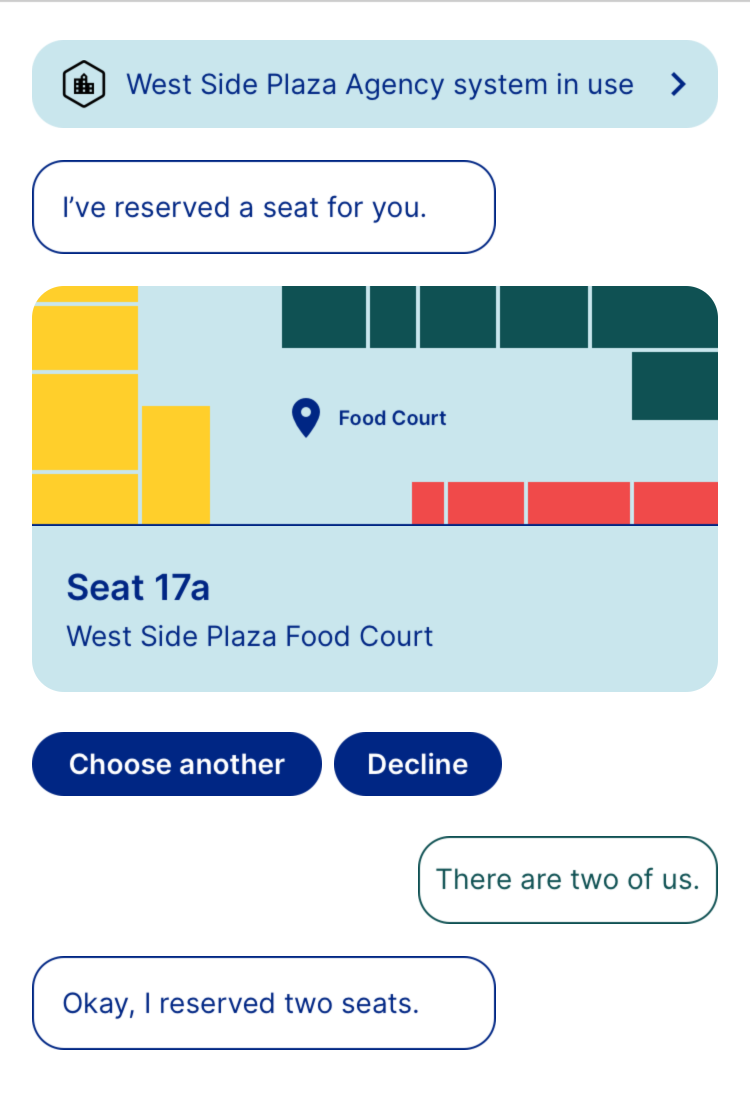 West Side Plaza Agency system in use
I’ve reserved a seat for you.
Food Court
Seat 17a
West Side Plaza Food Court
Choose another
Decline
There are two of us.
Okay, I reserved two seats.